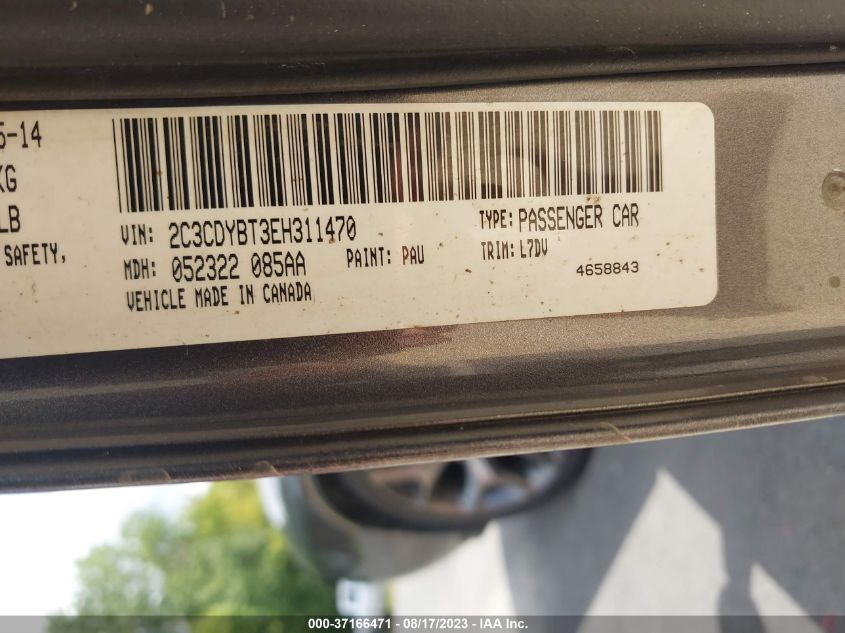 5-14
KG
LB
SAFETY,
VIN: 2C3CDYBT3EH311470 TYPE: PASSENGER CAR
MDH: 052322 085AA PAINT: PAU TRIM: L7DV
VEHICLE MADE IN CANADA 4658843
000-37166471 / 08/17/2023 - IAA Inc.